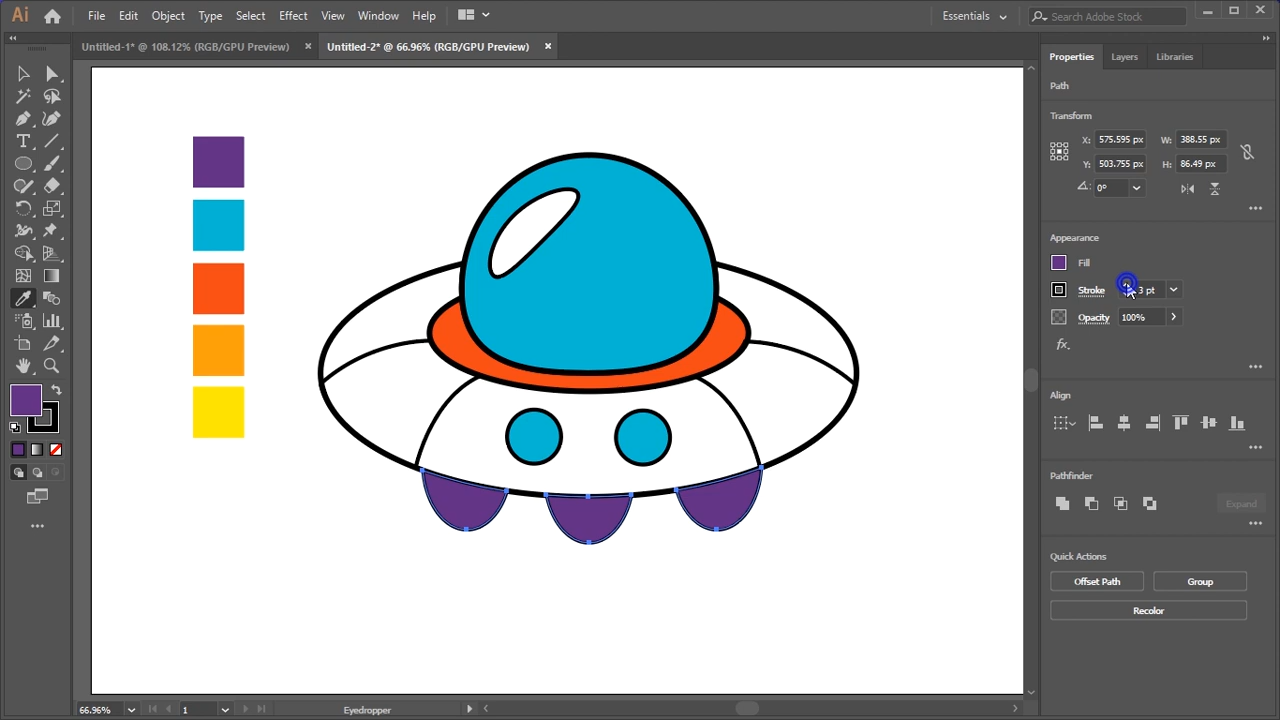 Ai File Edit Object Type Select Effect View Window Help Essentials Search Adobe Stock
Untitled-1* @ 108.12% (RGB/GPU Preview) × Untitled-2* @ 66.96% (RGB/GPU Preview) ×
Properties Layers Libraries
Path
Transform
X: 575.595 px W: 388.55 px
Y: 503.755 px H: 86.49 px
0°
Appearance
Fill
Stroke 3 pt
Opacity 100%
fx.
Align
Pathfinder
Expand
Quick Actions
Offset Path Group
Recolor
66.96% 1 Eyedropper